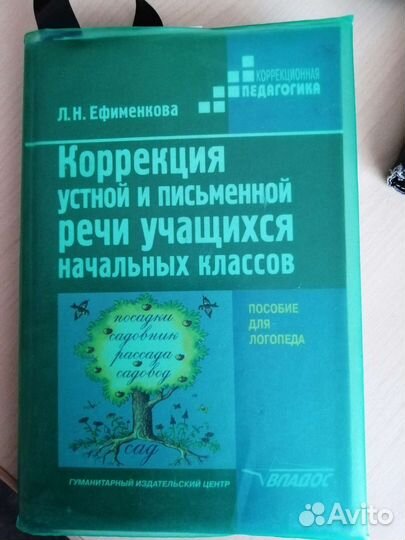 КОРРЕКЦИОННАЯ
ПЕДАГОГИКА
Л. Н. Ефименкова
Коррекция
устной и письменной
речи учащихся
начальных классов
ПОСОБИЕ
ДЛЯ
ЛОГОПЕДА
посадки
садовник
рассада
садовод
сад
ГУМАНИТАРНЫЙ ИЗДАТЕЛЬСКИЙ ЦЕНТР
ВЛАДОС
Avito